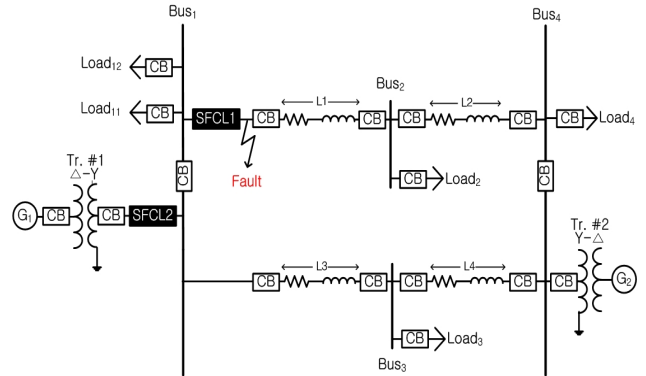 Bus₁
Bus₄
Load₁₂
CB
Bus₂
Load₁₁
CB
SFCL1
CB
L1
CB
CB
L2
CB
CB
Load₄
Fault
CB
CB
Load₂
CB
Tr. #1
△-Y
G₁
CB
CB
SFCL2
Tr. #2
Y-△
CB
L3
CB
CB
L4
CB
CB
G₂
CB
Load₃
Bus₃